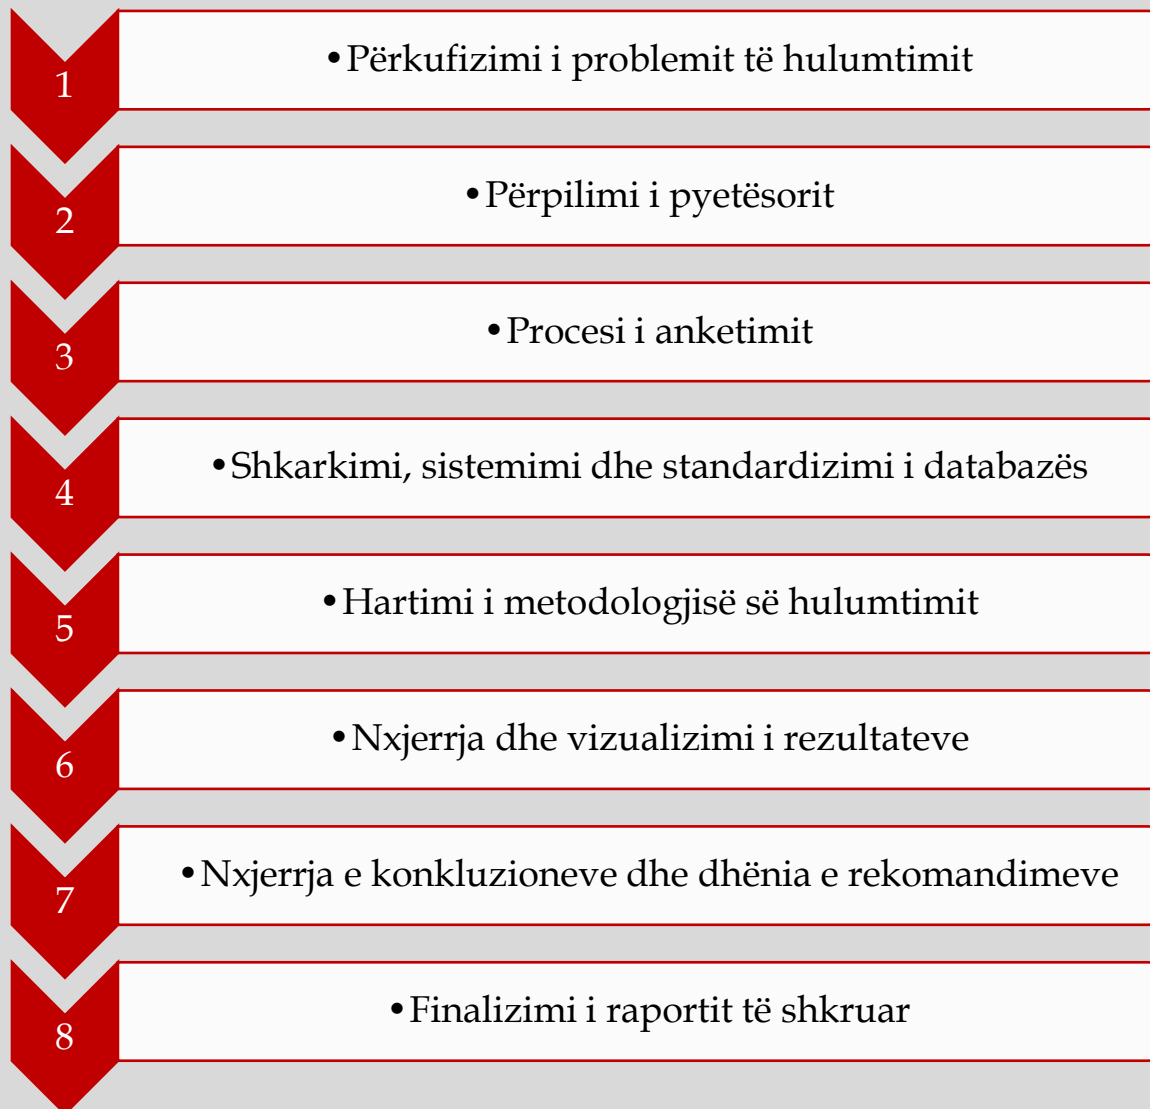 1
•Përkufizimi i problemit të hulumtimit
2
•Përpilimi i pyetësorit
3
•Procesi i anketimit
4
•Shkarkimi, sistemimi dhe standardizimi i databazës
5
•Hartimi i metodologjisë së hulumtimit
6
•Nxjerrja dhe vizualizimi i rezultateve
7
•Nxjerrja e konkluzioneve dhe dhënia e rekomandimeve
8
•Finalizimi i raportit të shkruar